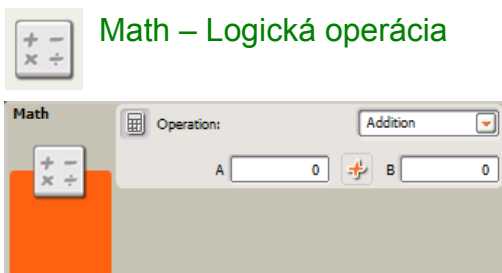 Math – Logická operácia
Math
Operation:
Addition
A 0 B 0